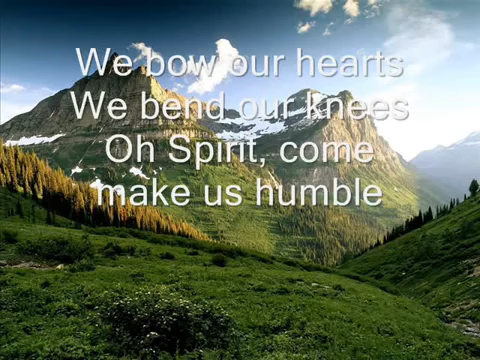 We bow our hearts
We bend our knees
Oh Spirit, come
make us humble